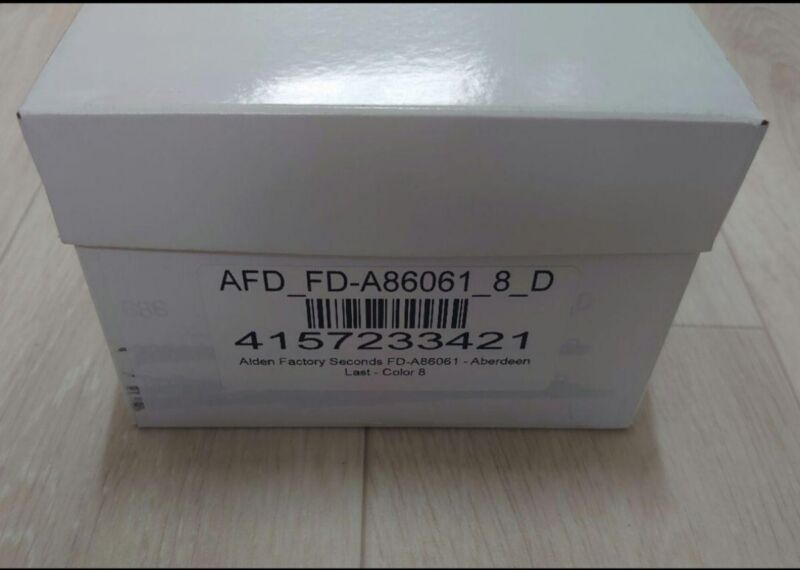 AFD_FD-A86061_8_D
4157233421
Alden Factory Seconds FD-A86061 - Aberdeen
Last - Color 8